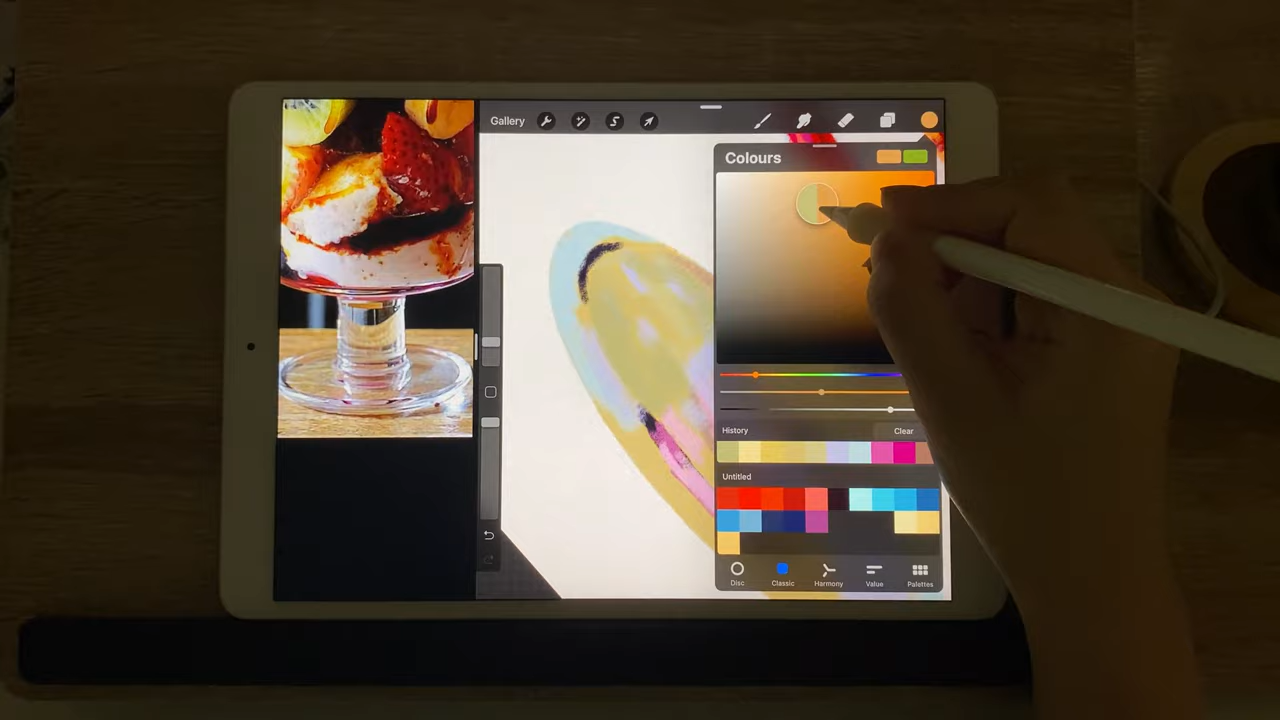 Gallery
Colours
History
Clear
Untitled
Disc
Classic
Harmony
Value
Palettes